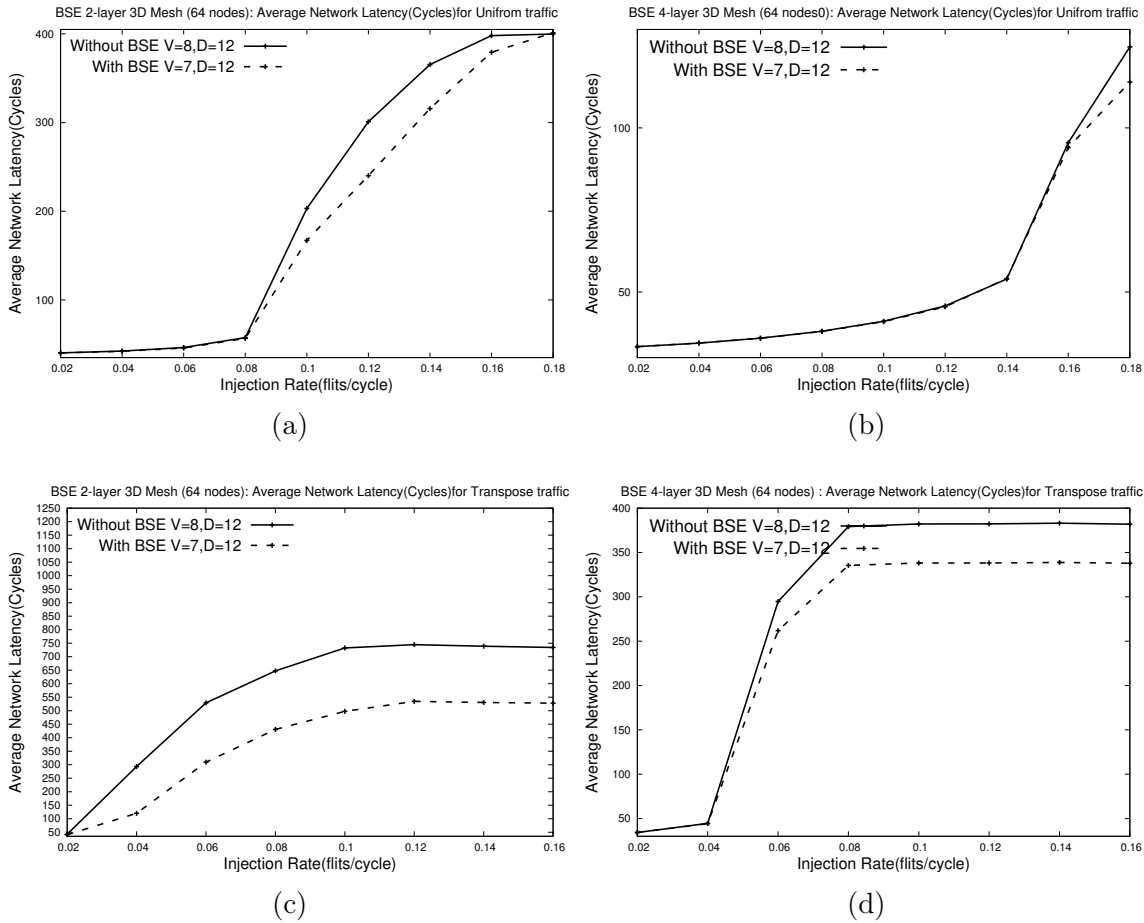 BSE 2-layer 3D Mesh (64 nodes): Average Network Latency(Cycles)for Unifrom traffic
Without BSE V=8,D=12
With BSE V=7,D=12
Average Network Latency(Cycles)
400
300
200
100
0.02 0.04 0.06 0.08 0.1 0.12 0.14 0.16 0.18
Injection Rate(flits/cycle)
(a)
BSE 4-layer 3D Mesh (64 nodes0): Average Network Latency(Cycles)for Unifrom traffic
Without BSE V=8,D=12
With BSE V=7,D=12
Average Network Latency(Cycles)
100
50
0.02 0.04 0.06 0.08 0.1 0.12 0.14 0.16 0.18
Injection Rate(flits/cycle)
(b)
BSE 2-layer 3D Mesh (64 nodes): Average Network Latency(Cycles)for Transpose traffic
Without BSE V=8,D=12
With BSE V=7,D=12
Average Network Latency(Cycles)
1250
1200
1150
1100
1050
1000
950
900
850
800
750
700
650
600
550
500
450
400
350
300
250
200
150
100
50
0.02 0.04 0.06 0.08 0.1 0.12 0.14 0.16
Injection Rate(flits/cycle)
(c)
BSE 4-layer 3D Mesh (64 nodes) : Average Network Latency(Cycles)for Transpose traffic
Without BSE V=8,D=12
With BSE V=7,D=12
Average Network Latency(Cycles)
400
350
300
250
200
150
100
50
0.02 0.04 0.06 0.08 0.1 0.12 0.14 0.16
Injection Rate(flits/cycle)
(d)